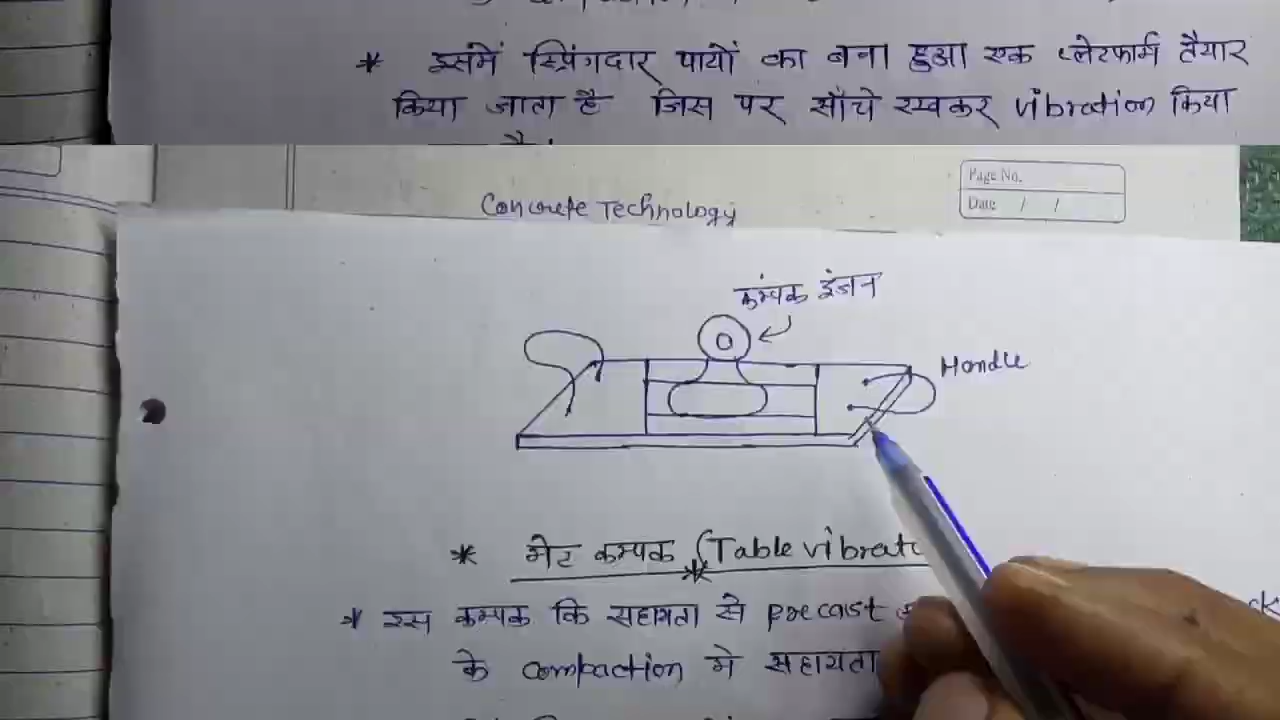 * इसमें स्प्रिंगदार पायों का बना हुआ एक प्लेटफार्म तैयार
किया जाता है जिस पर साँचे रखकर vibration किया
है।
Page No.
Date / /
Concrete Technology
कंम्पक इंजन
Handle
* मेट कम्पक (Table vibrat
* इस कम्पक कि सहायता से precast
के compaction मे सहायता